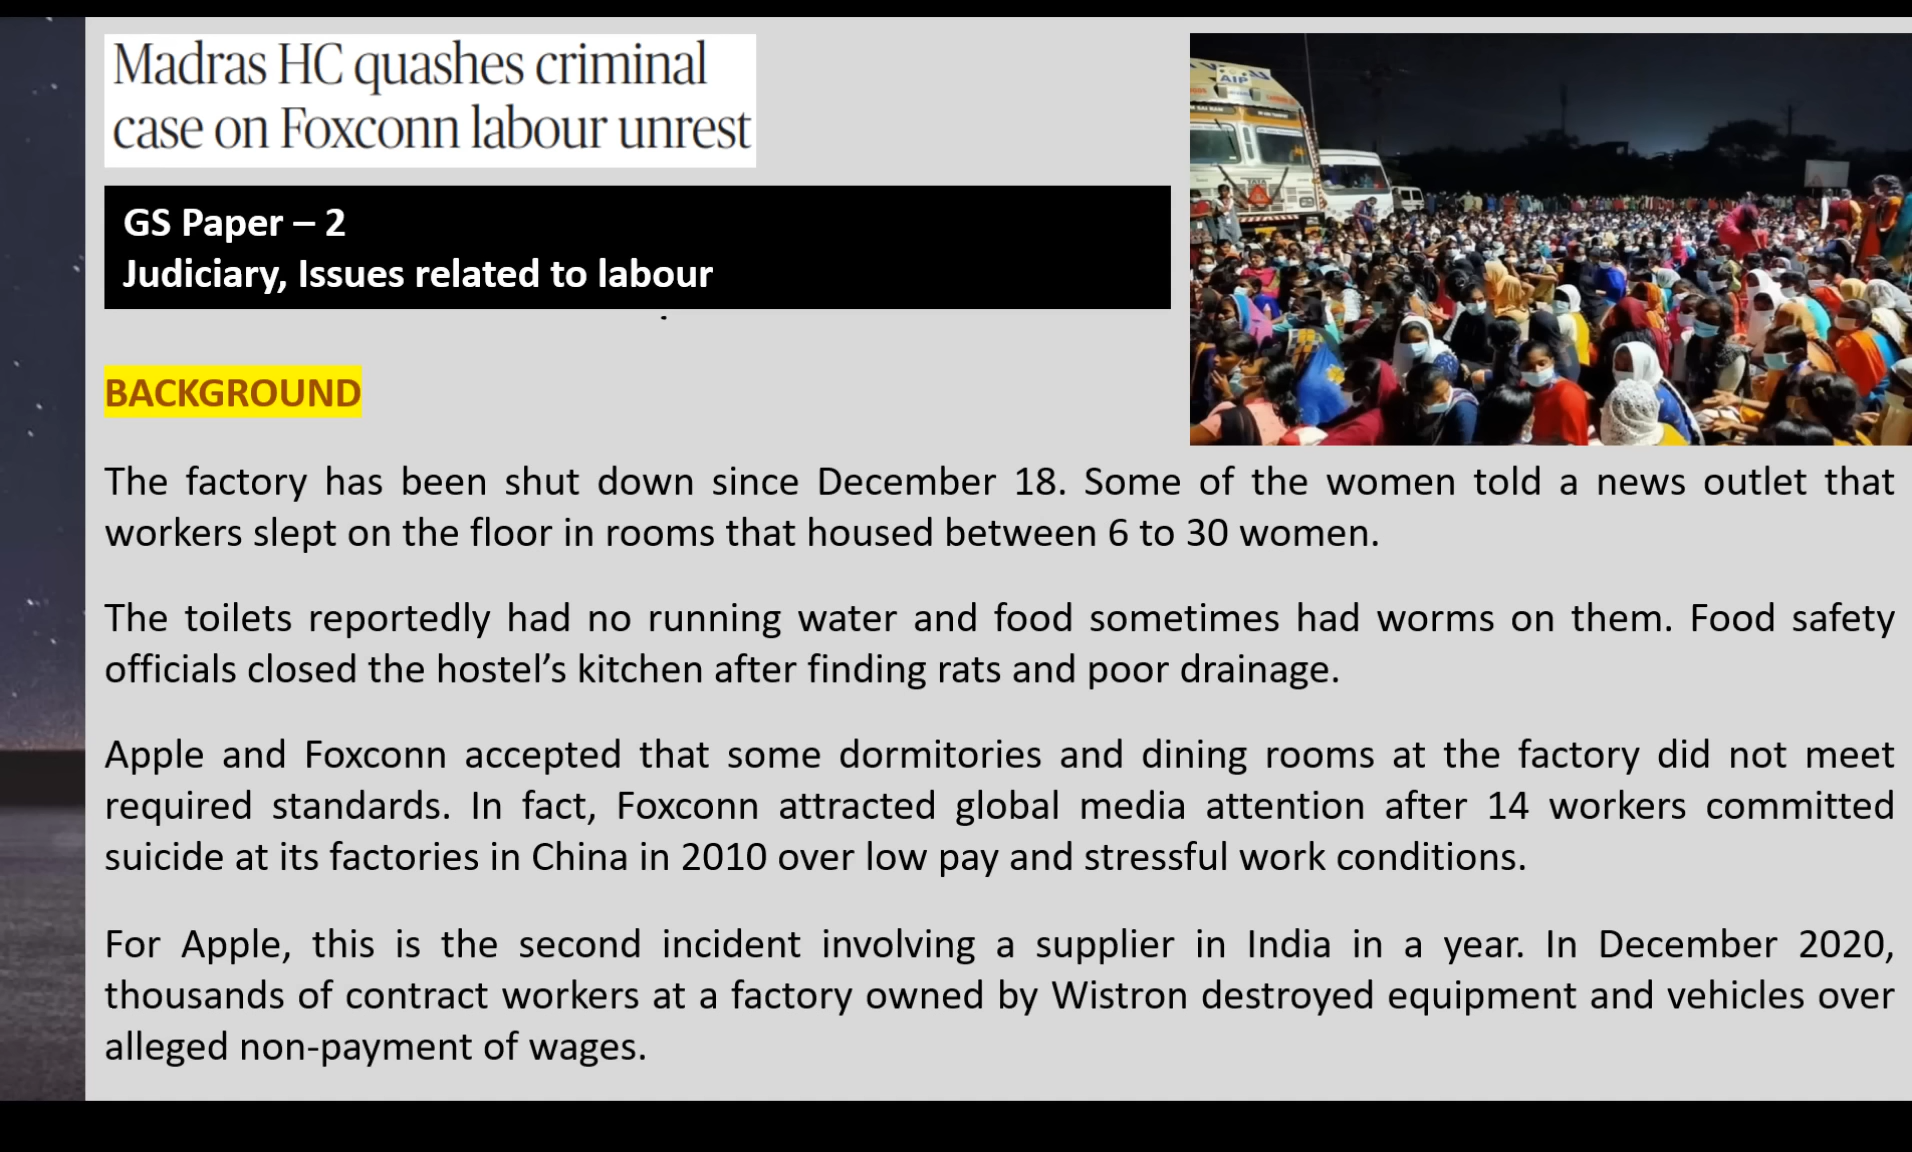 Madras HC quashes criminal
case on Foxconn labour unrest
GS Paper – 2
Judiciary, Issues related to labour
AIP
TATA
BACKGROUND
The factory has been shut down since December 18. Some of the women told a news outlet that
workers slept on the floor in rooms that housed between 6 to 30 women.
The toilets reportedly had no running water and food sometimes had worms on them. Food safety
officials closed the hostel’s kitchen after finding rats and poor drainage.
Apple and Foxconn accepted that some dormitories and dining rooms at the factory did not meet
required standards. In fact, Foxconn attracted global media attention after 14 workers committed
suicide at its factories in China in 2010 over low pay and stressful work conditions.
For Apple, this is the second incident involving a supplier in India in a year. In December 2020,
thousands of contract workers at a factory owned by Wistron destroyed equipment and vehicles over
alleged non-payment of wages.